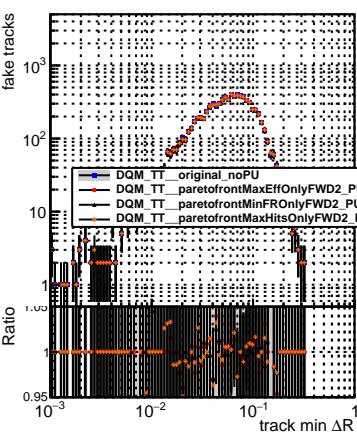 fake tracks
10³
10²
10
1
DQM_TT__original_noPU
DQM_TT__paretofrontMaxEffOnlyFWD2_PU
DQM_TT__paretofrontMinFROnlyFWD2_PU
DQM_TT__paretofrontMaxHitsOnlyFWD2_
Ratio
1.05
1
0.95
10⁻³ 10⁻² 10⁻¹ 1
track min ΔR